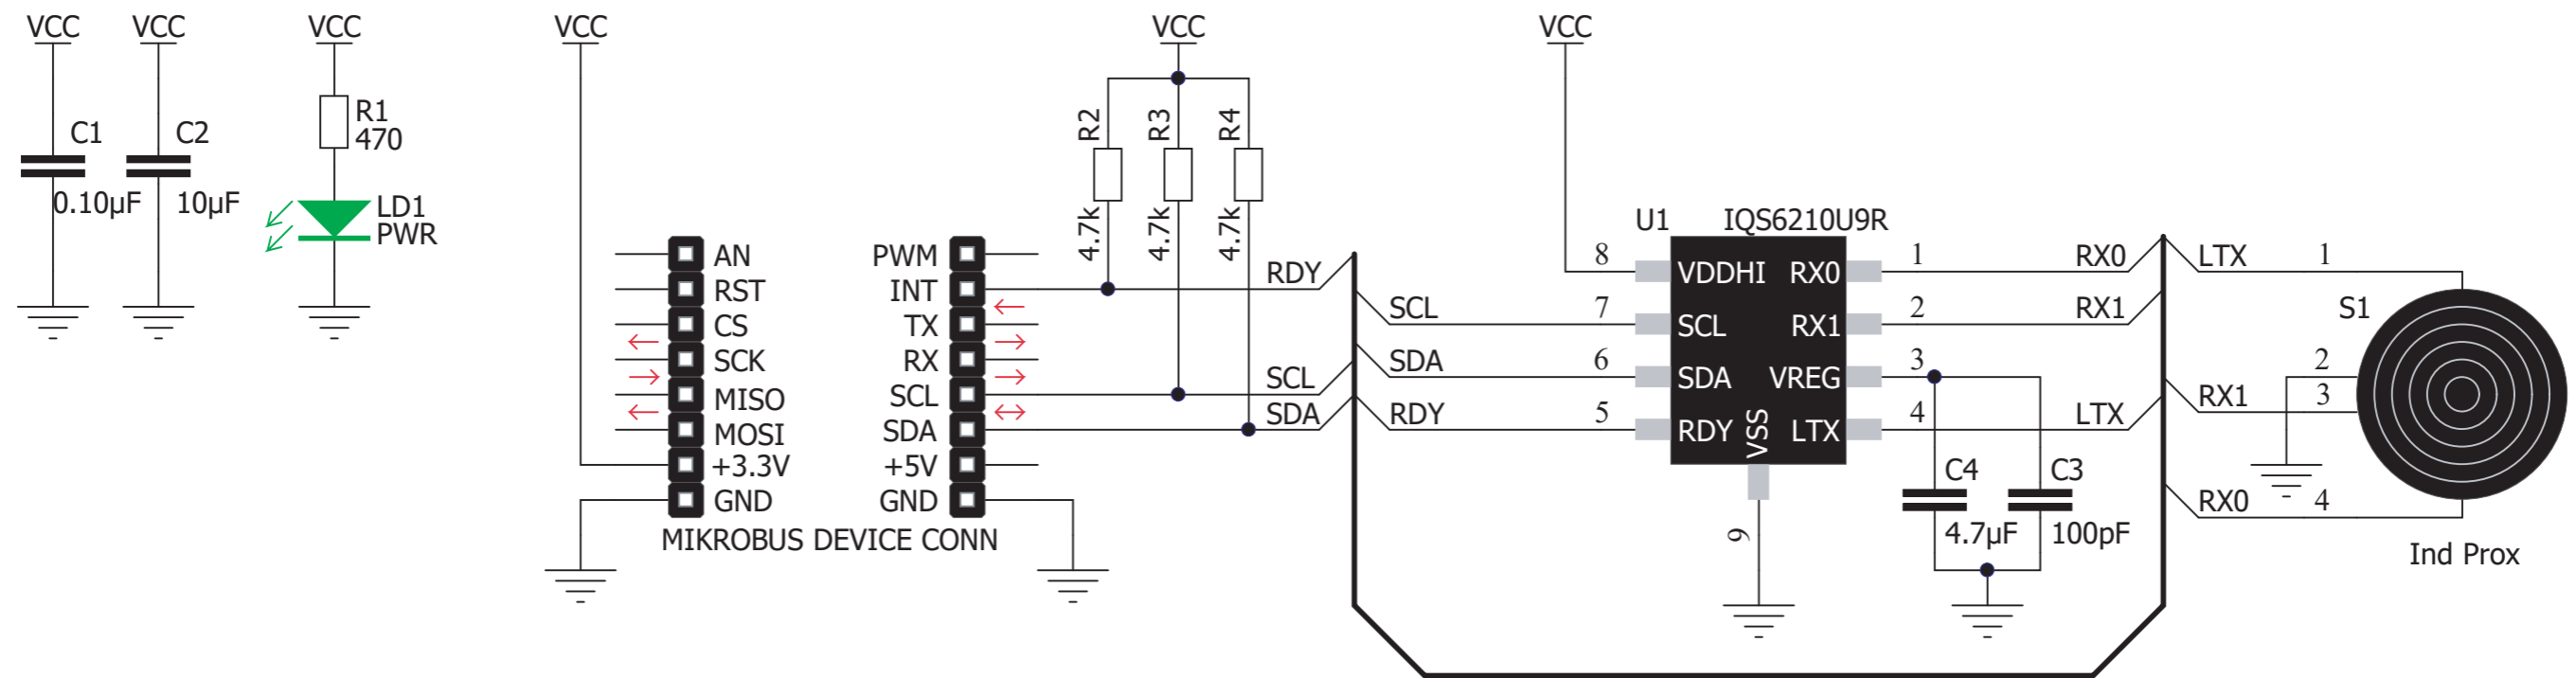 VCC
VCC
VCC
VCC
VCC
VCC
C1
0.10µF
C2
10µF
R1
470
LD1
PWR
AN
RST
CS
SCK
MISO
MOSI
+3.3V
GND
PWM
INT
TX
RX
SCL
SDA
+5V
GND
MIKROBUS DEVICE CONN
R2
R3
R4
4.7k
4.7k
4.7k
RDY
SCL
SDA
SCL
SDA
RDY
U1
IQS6210U9R
8
7
6
5
VDDHI
SCL
SDA
RDY
VSS
9
RX0
RX1
VREG
LTX
1
2
3
4
RX0
RX1
LTX
C4
4.7µF
C3
100pF
LTX
1
S1
2
RX1
3
RX0
4
Ind Prox